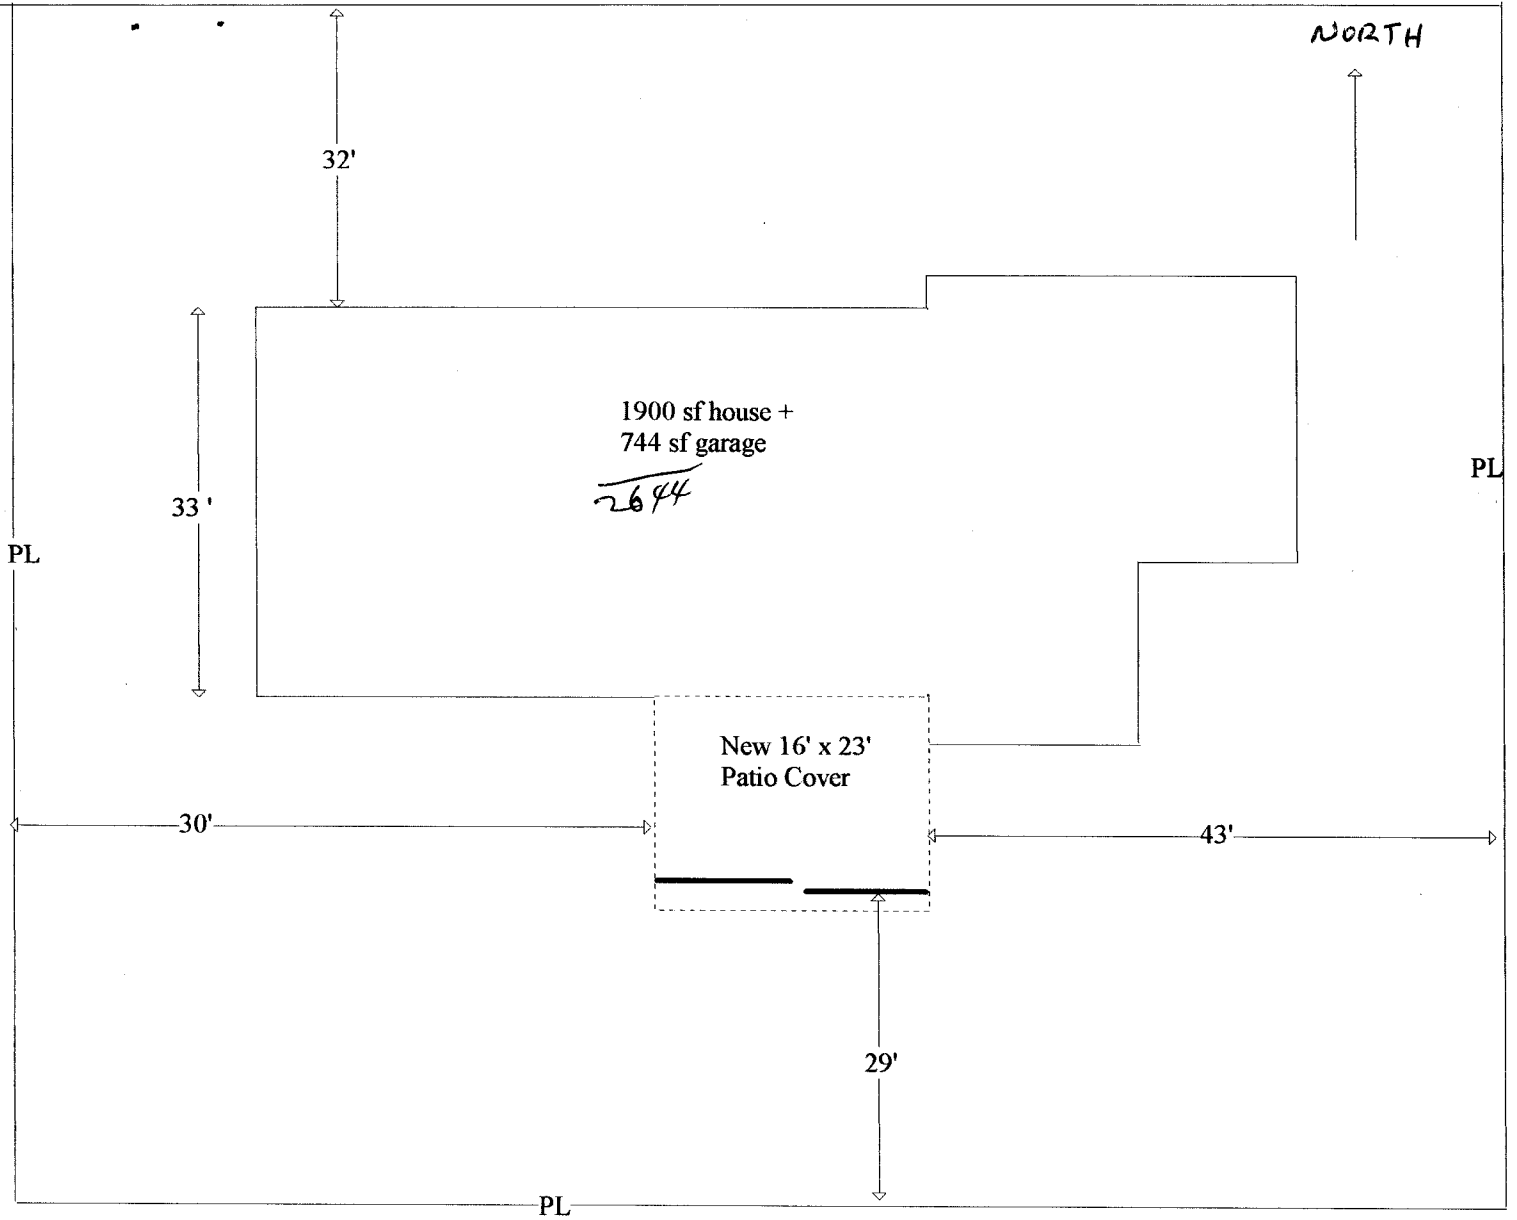 NORTH
32'
1900 sf house +
744 sf garage
2644
PL
33 '
PL
New 16' x 23'
Patio Cover
30'
43'
29'
PL